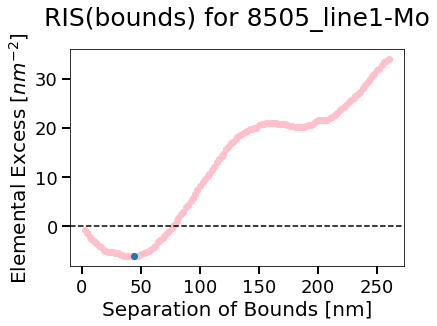 RIS(bounds) for 8505_line1-Mo
Elemental Excess [$nm^{-2}$]
30
20
10
0
0 50 100 150 200 250
Separation of Bounds [nm]